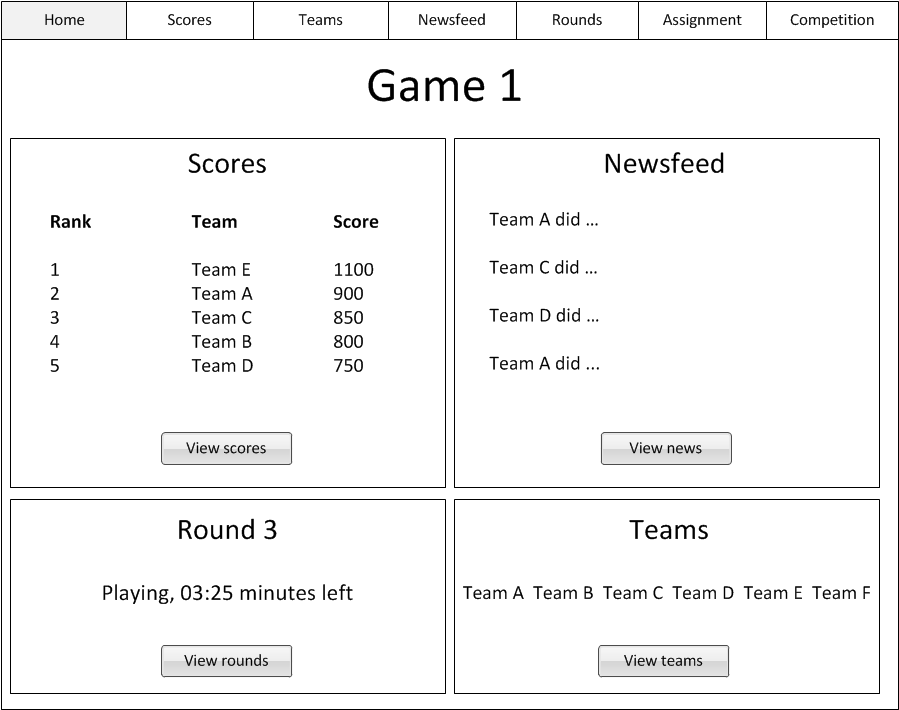 Home Scores Teams Newsfeed Rounds Assignment Competition
Game 1
Scores
Rank Team Score
1 Team E 1100
2 Team A 900
3 Team C 850
4 Team B 800
5 Team D 750
View scores
Newsfeed
Team A did ...
Team C did ...
Team D did ...
Team A did ...
View news
Round 3
Playing, 03:25 minutes left
View rounds
Teams
Team A Team B Team C Team D Team E Team F
View teams